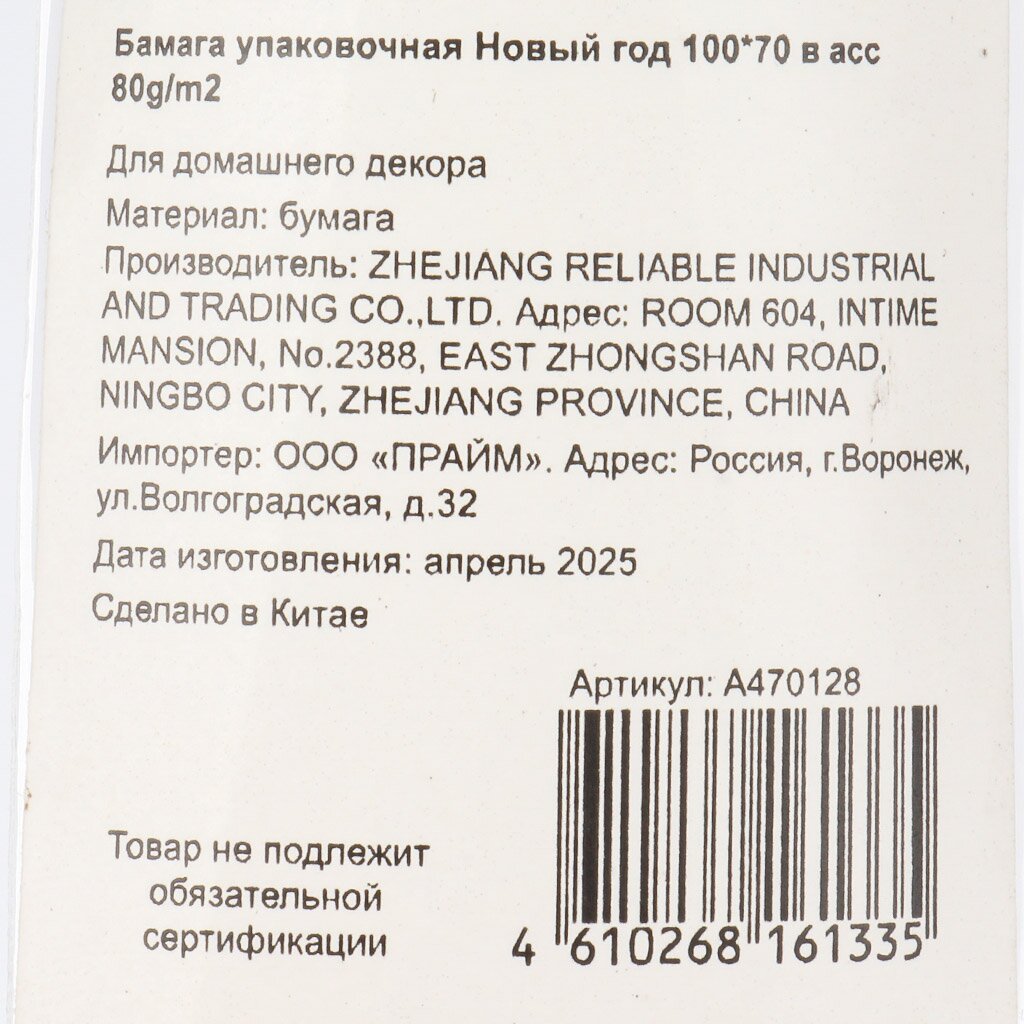 Бамага упаковочная Новый год 100*70 в асс
80g/m2
Для домашнего декора
Материал: бумага
Производитель: ZHEJIANG RELIABLE INDUSTRIAL
AND TRADING CO.,LTD. Адрес: ROOM 604, INTIME
MANSION, No.2388, EAST ZHONGSHAN ROAD,
NINGBO CITY, ZHEJIANG PROVINCE, CHINA
Импортер: ООО «ПРАЙМ». Адрес: Россия, г.Воронеж,
ул.Волгоградская, д.32
Дата изготовления: апрель 2025
Сделано в Китае
Артикул: А470128
Товар не подлежит
обязательной
сертификации
4 610268 161335